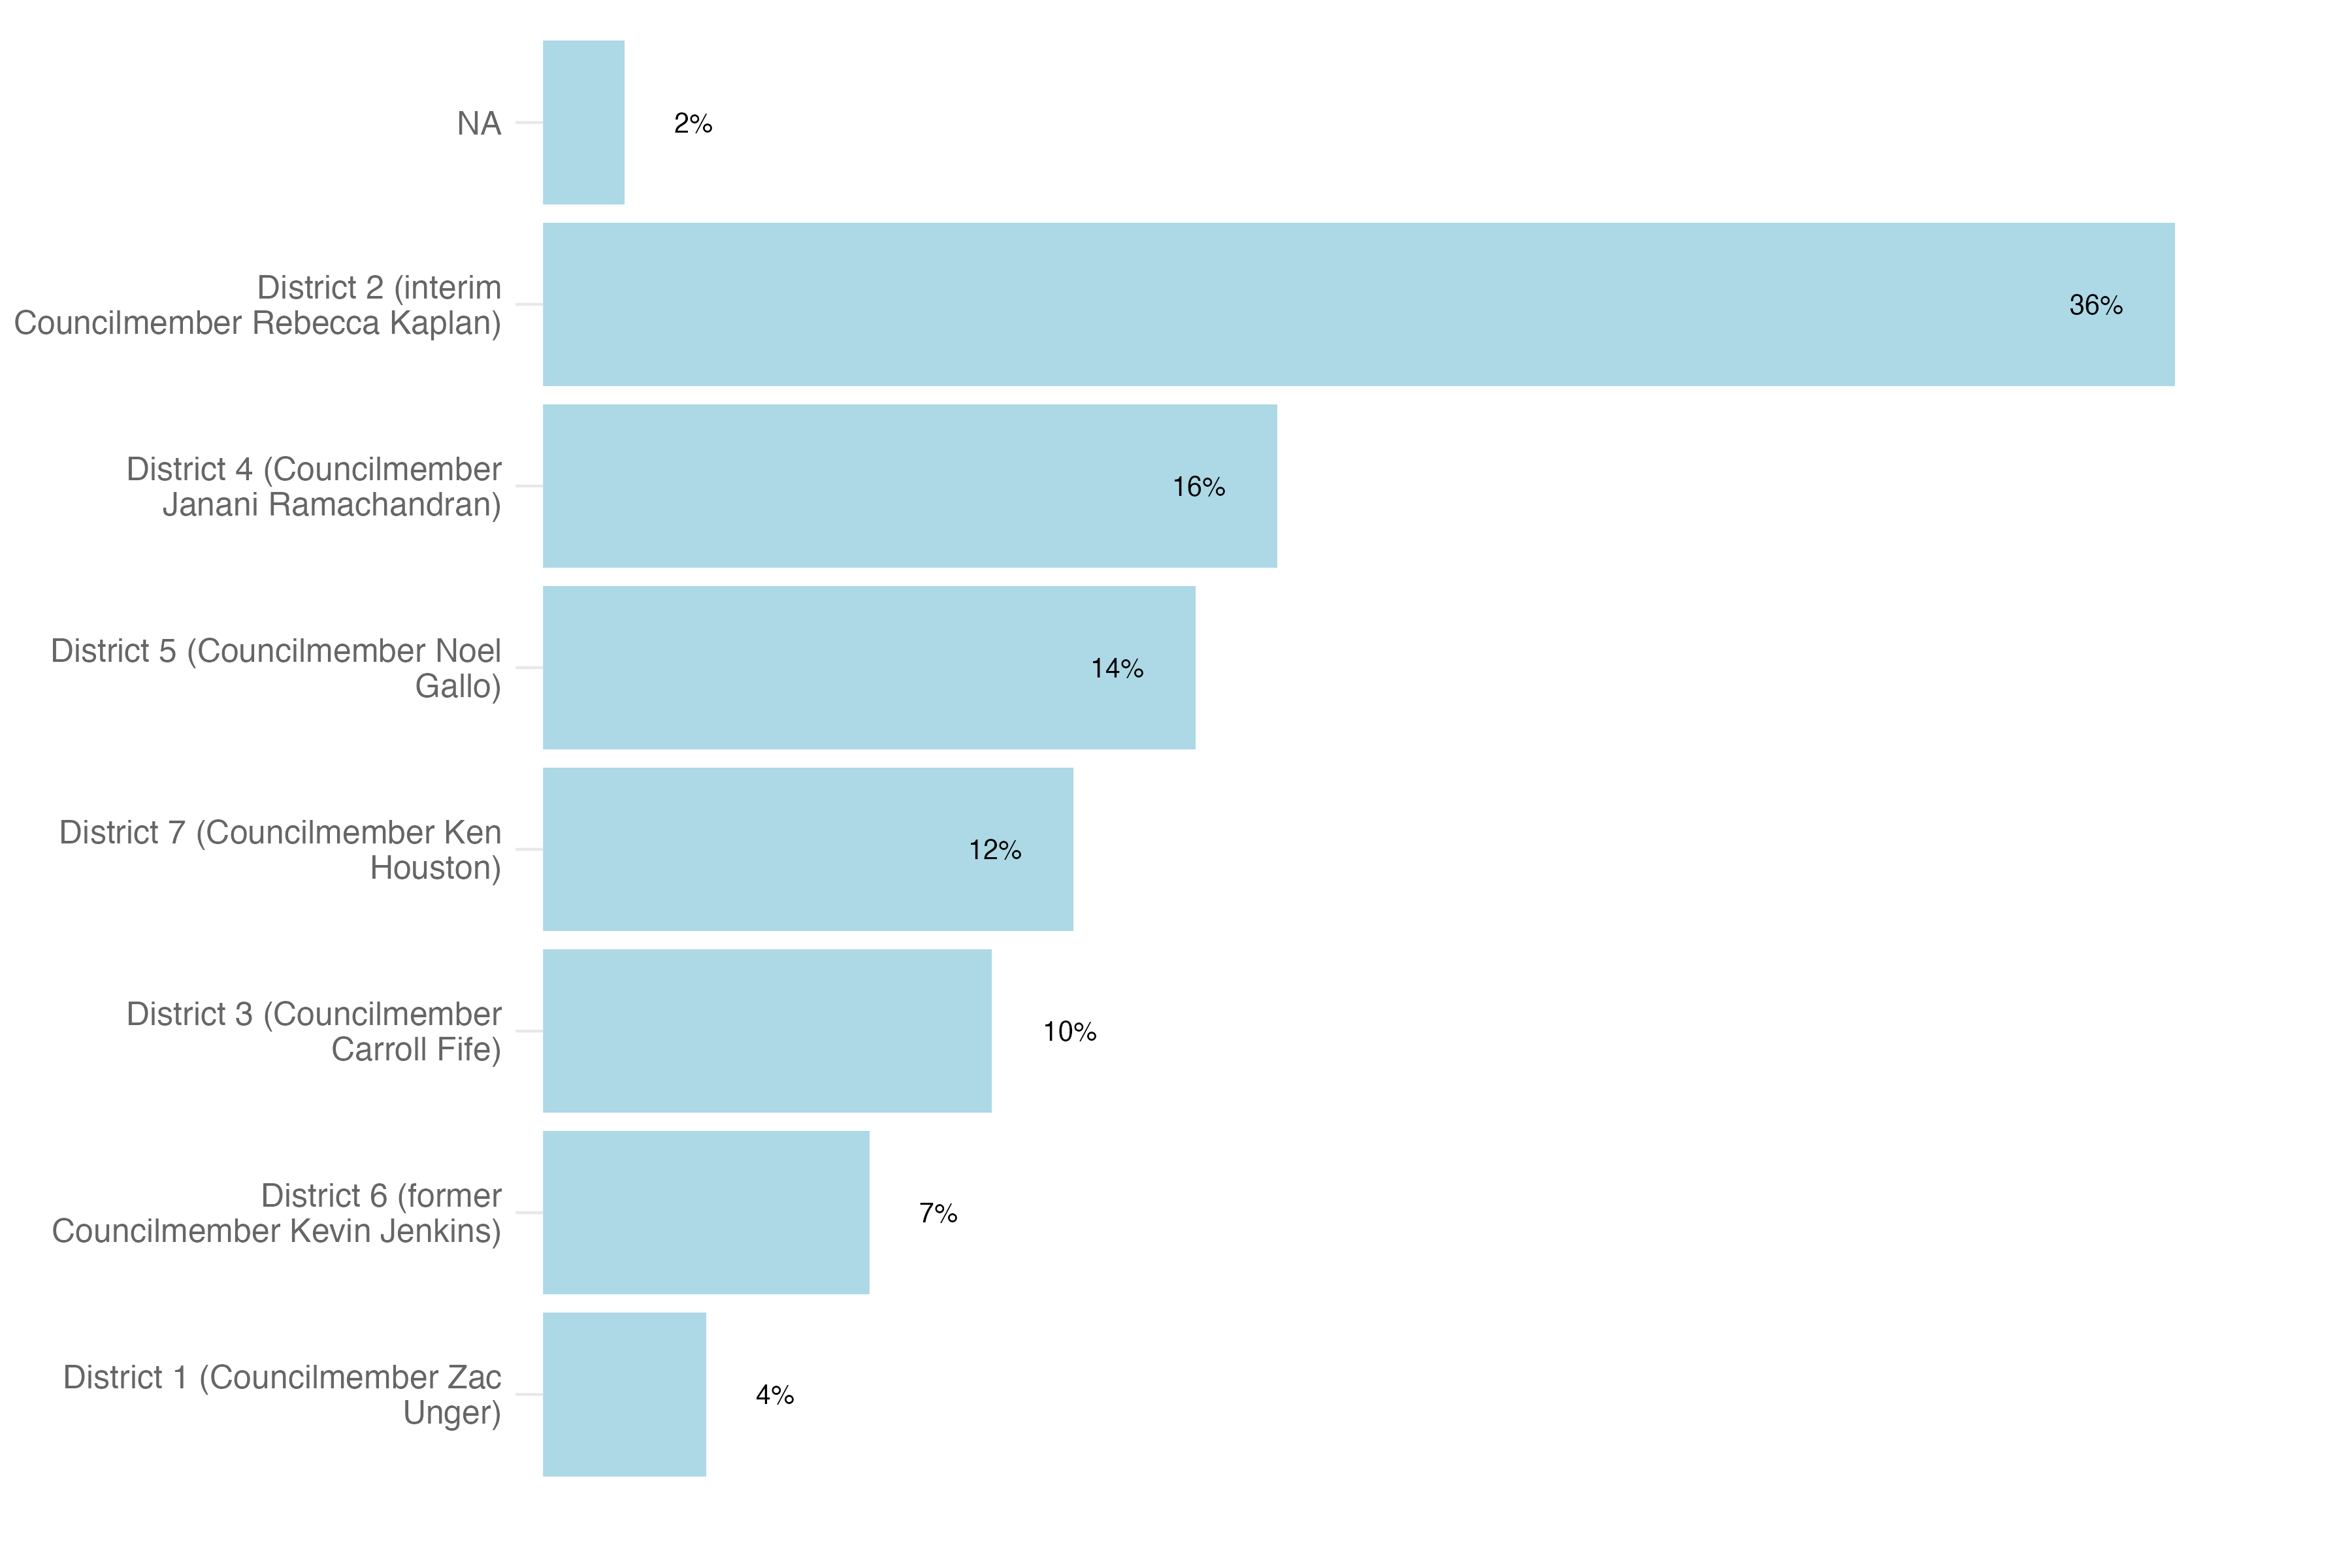 NA
2%
District 2 (interim
Councilmember Rebecca Kaplan)
36%
District 4 (Councilmember
Janani Ramachandran)
16%
District 5 (Councilmember Noel
Gallo)
14%
District 7 (Councilmember Ken
Houston)
12%
District 3 (Councilmember
Carroll Fife)
10%
District 6 (former
Councilmember Kevin Jenkins)
7%
District 1 (Councilmember Zac
Unger)
4%